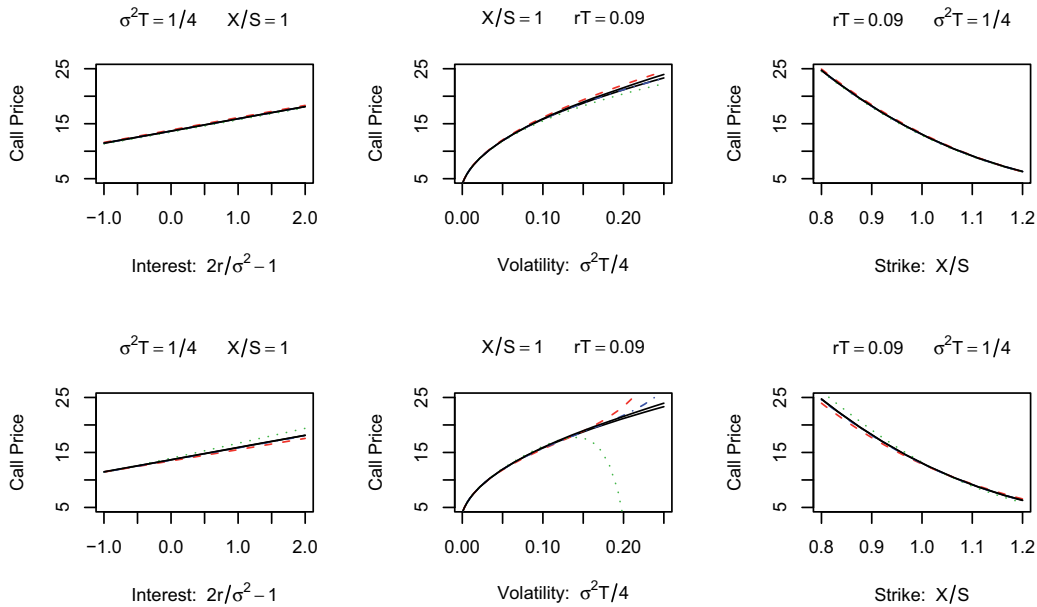 σ²T = 1/4 X/S = 1
Call Price
25
15
5
−1.0 0.0 1.0 2.0
Interest: 2r/σ² − 1
X/S = 1 rT = 0.09
Call Price
25
15
5
0.00 0.10 0.20
Volatility: σ²T/4
rT = 0.09 σ²T = 1/4
Call Price
25
15
5
0.8 0.9 1.0 1.1 1.2
Strike: X/S
σ²T = 1/4 X/S = 1
Call Price
25
15
5
−1.0 0.0 1.0 2.0
Interest: 2r/σ² − 1
X/S = 1 rT = 0.09
Call Price
25
15
5
0.00 0.10 0.20
Volatility: σ²T/4
rT = 0.09 σ²T = 1/4
Call Price
25
15
5
0.8 0.9 1.0 1.1 1.2
Strike: X/S